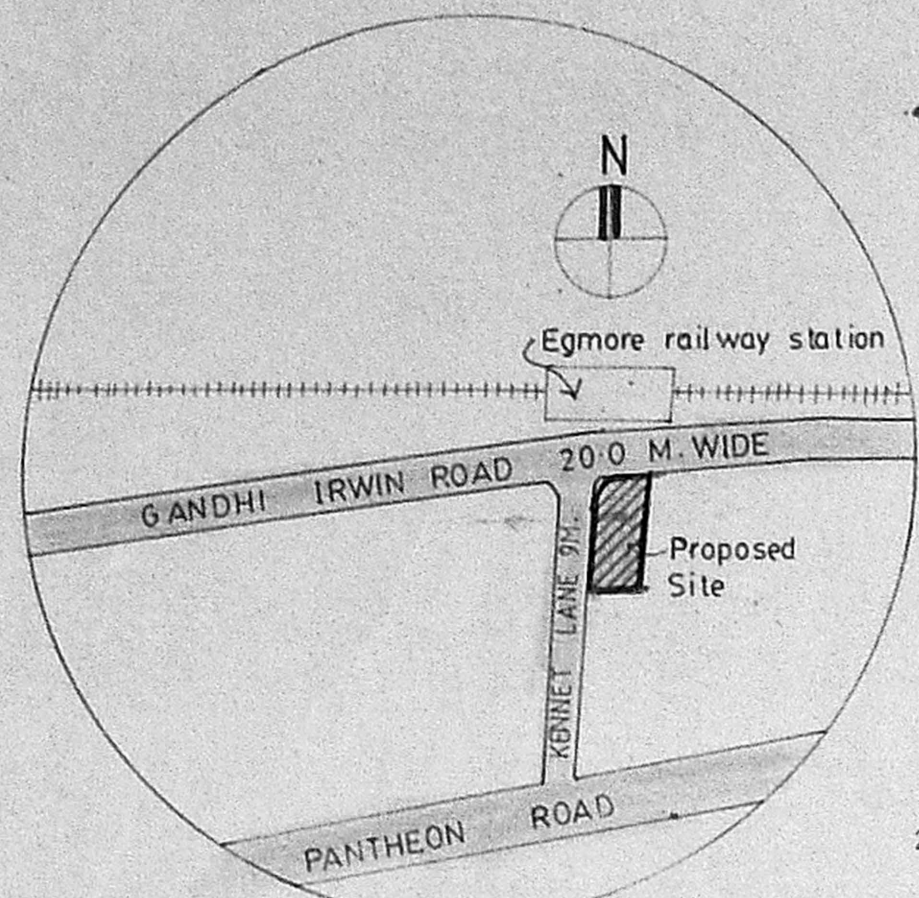 N
Egmore railway station
GANDHI IRWIN ROAD 20.0 M. WIDE
KENNET LANE 9M.
Proposed
Site
PANTHEON ROAD